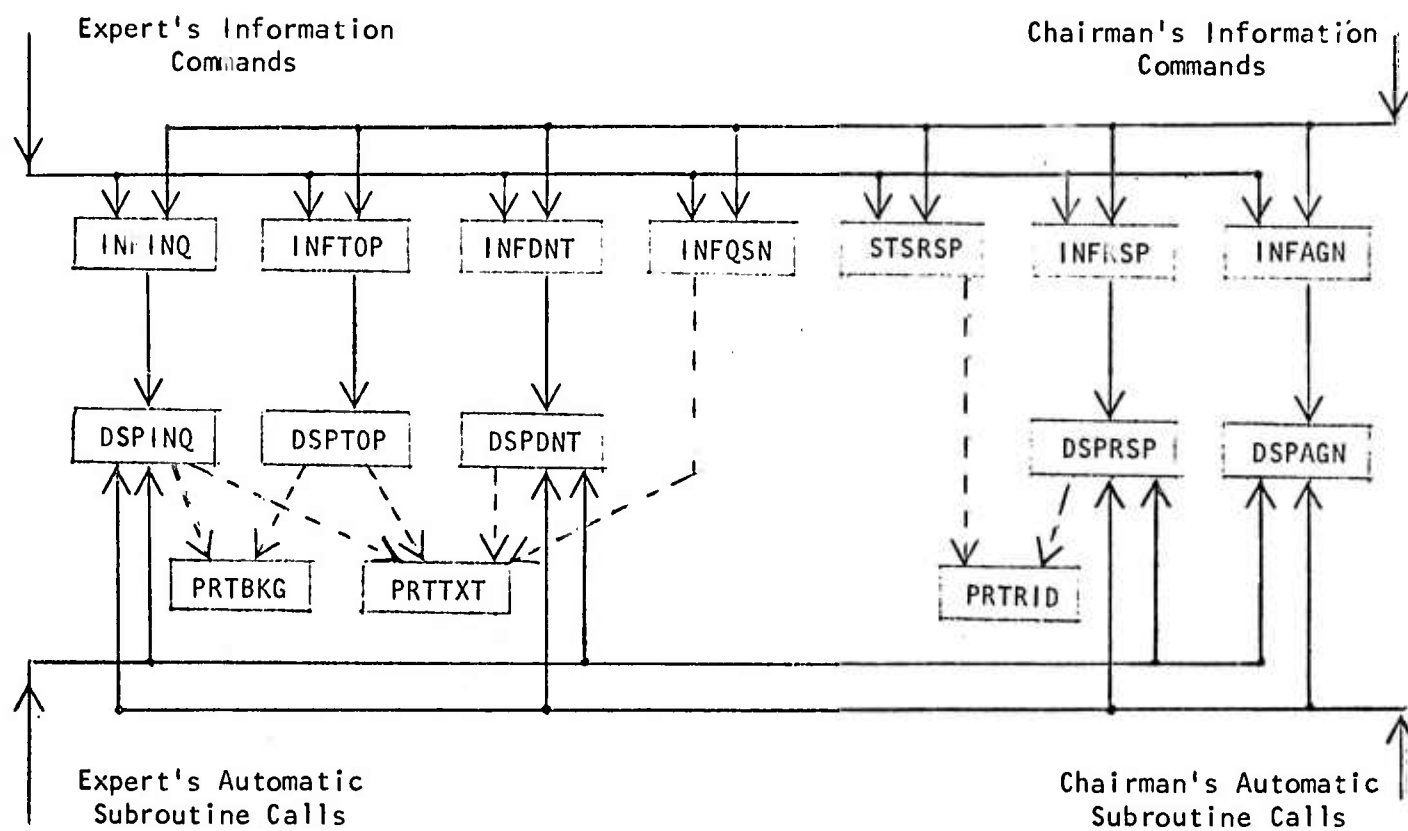 Expert's Information
Commands
Chairman's Information
Commands
INFINQ
INFTOP
INFDNT
INFQSN
STSRSP
INFRSP
INFAGN
DSPINQ
DSPTOP
DSPDNT
DSPRSP
DSPAGN
PRTBKG
PRTTXT
PRTRID
Expert's Automatic
Subroutine Calls
Chairman's Automatic
Subroutine Calls